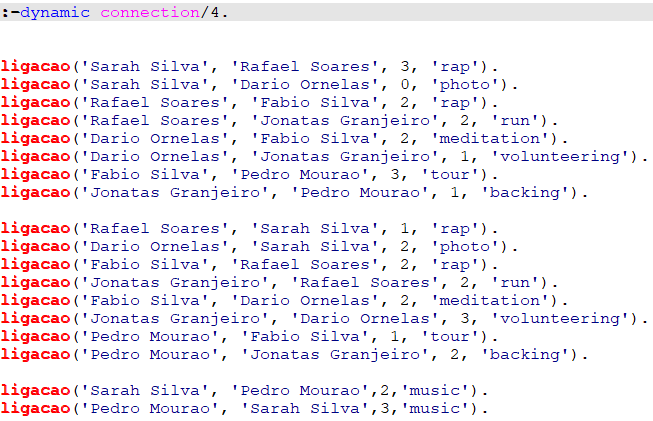 :-dynamic connection/4.
ligacao('Sarah Silva', 'Rafael Soares', 3, 'rap').
ligacao('Sarah Silva', 'Dario Ornelas', 0, 'photo').
ligacao('Rafael Soares', 'Fabio Silva', 2, 'rap').
ligacao('Rafael Soares', 'Jonatas Granjeiro', 2, 'run').
ligacao('Dario Ornelas', 'Fabio Silva', 2, 'meditation').
ligacao('Dario Ornelas', 'Jonatas Granjeiro', 1, 'volunteering').
ligacao('Fabio Silva', 'Pedro Mourao', 3, 'tour').
ligacao('Jonatas Granjeiro', 'Pedro Mourao', 1, 'backing').
ligacao('Rafael Soares', 'Sarah Silva', 1, 'rap').
ligacao('Dario Ornelas', 'Sarah Silva', 2, 'photo').
ligacao('Fabio Silva', 'Rafael Soares', 2, 'rap').
ligacao('Jonatas Granjeiro', 'Rafael Soares', 2, 'run').
ligacao('Fabio Silva', 'Dario Ornelas', 2, 'meditation').
ligacao('Jonatas Granjeiro', 'Dario Ornelas', 3, 'volunteering').
ligacao('Pedro Mourao', 'Fabio Silva', 1, 'tour').
ligacao('Pedro Mourao', 'Jonatas Granjeiro', 2, 'backing').
ligacao('Sarah Silva', 'Pedro Mourao',2,'music').
ligacao('Pedro Mourao', 'Sarah Silva',3,'music').